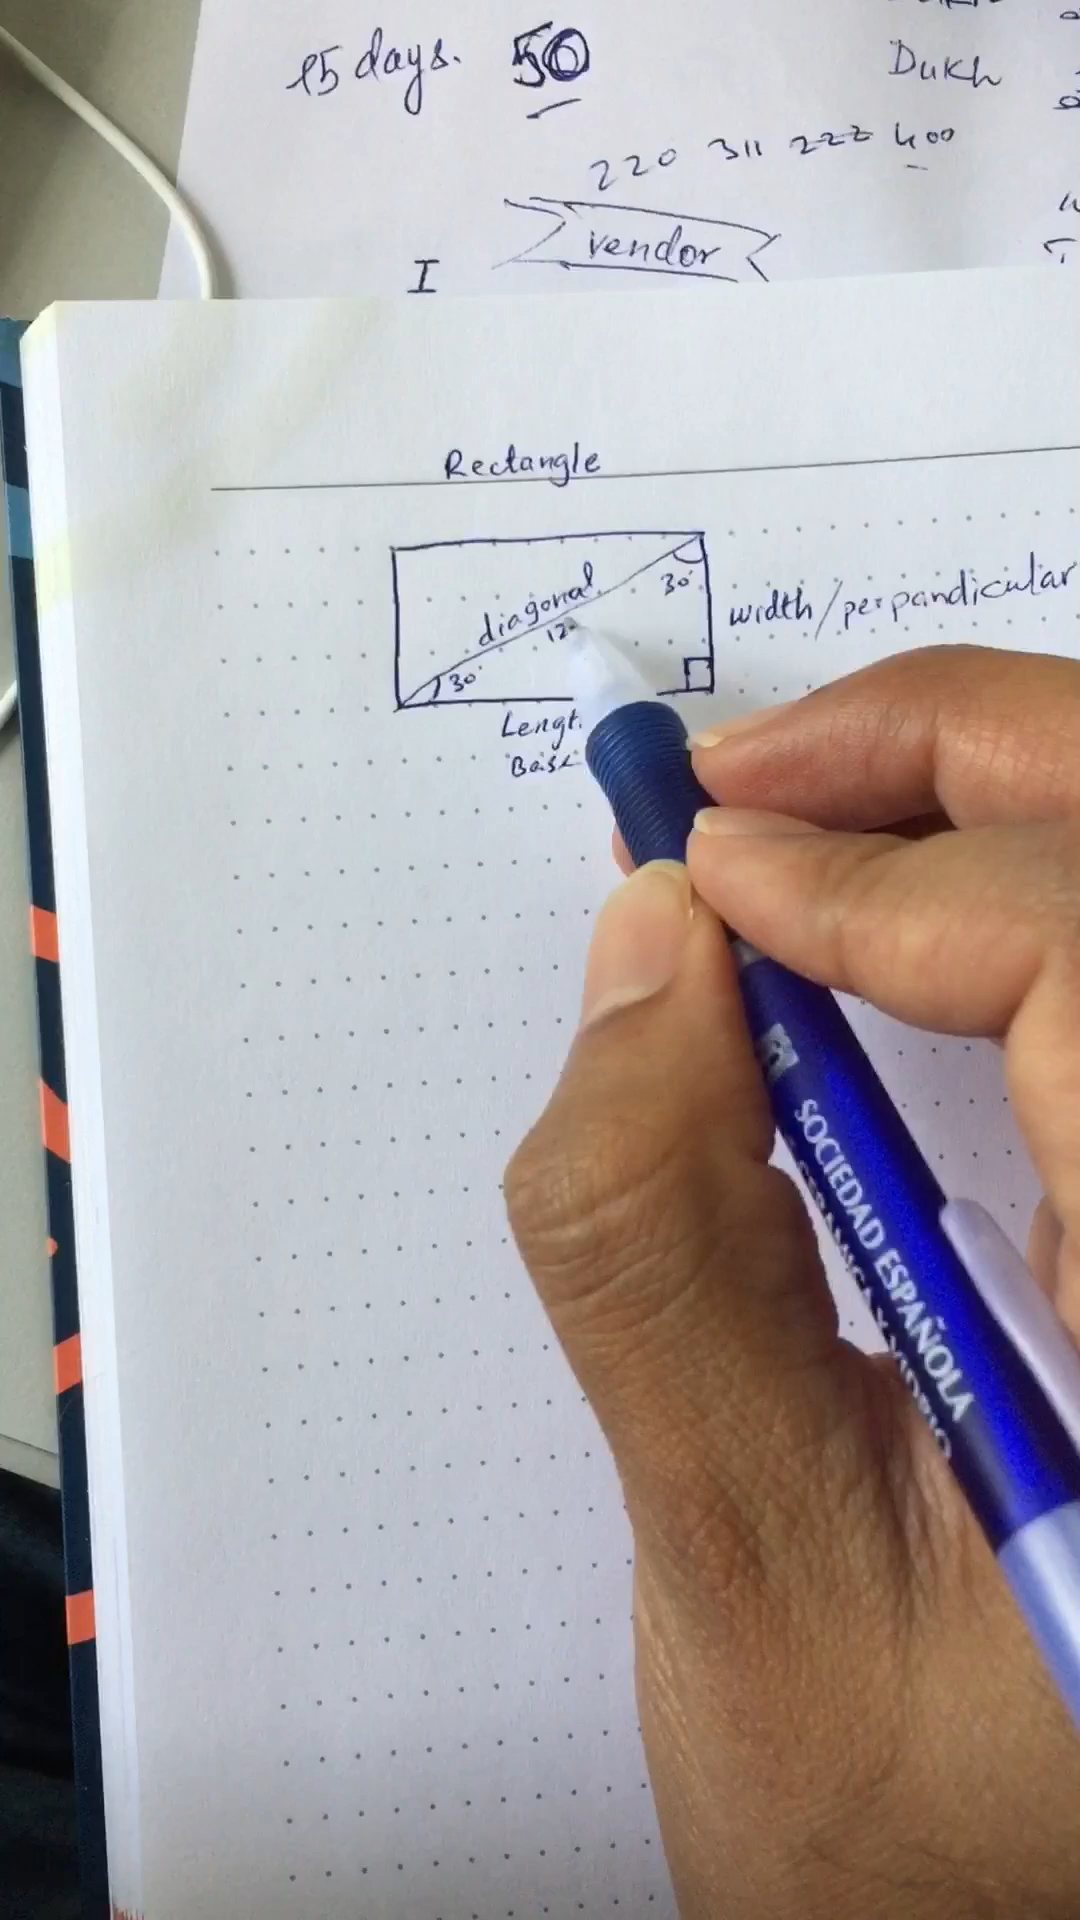 15 days. 50
Dukh
220 311 222 400
vendor
I
Rectangle
diagonal
30°
12
width/perpandicular
30°
Lengt
Base
SOCIEDAD ESPAÑOLA